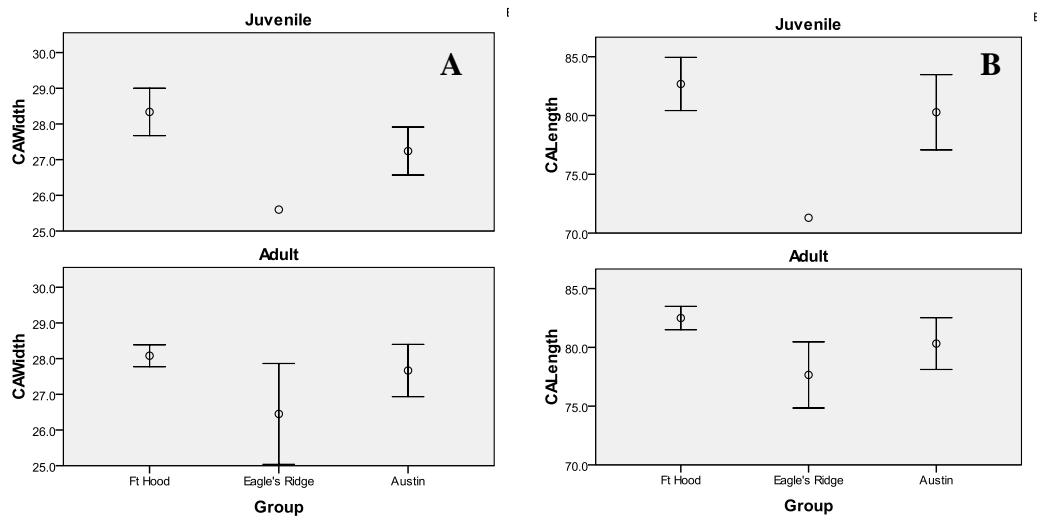 Juvenile
A
CAWidth
30.0
29.0
28.0
27.0
26.0
25.0
Adult
CAWidth
30.0
29.0
28.0
27.0
26.0
25.0
Ft Hood Eagle's Ridge Austin
Group
Juvenile
B
CALength
85.0
80.0
75.0
70.0
Adult
CALength
85.0
80.0
75.0
70.0
Ft Hood Eagle's Ridge Austin
Group